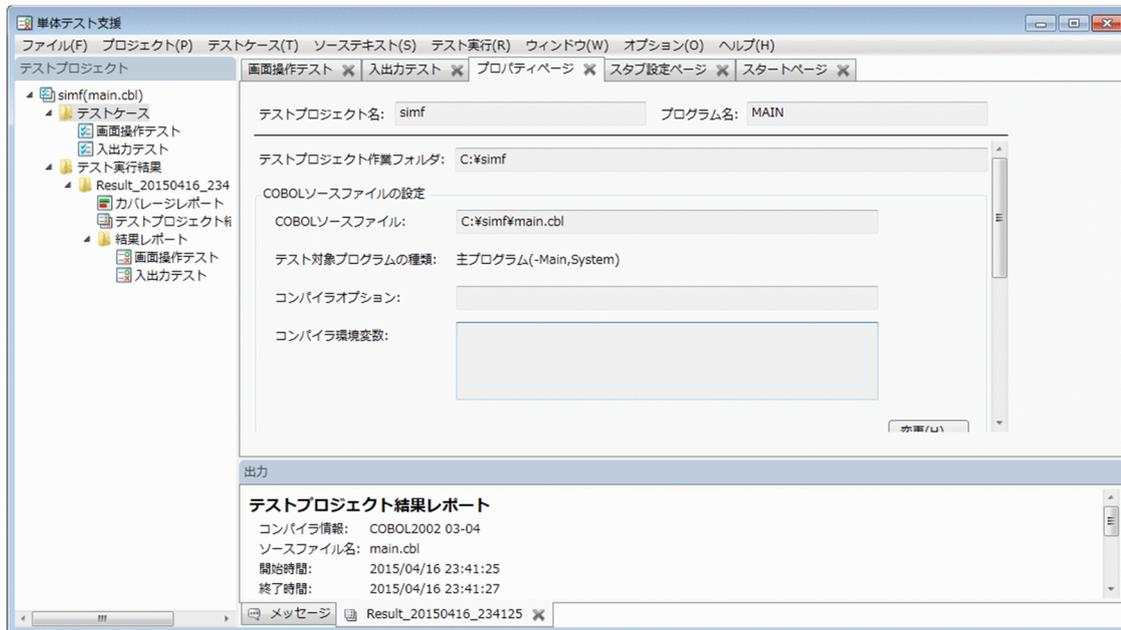 単体テスト支援
ファイル(F) プロジェクト(P) テストケース(T) ソーステキスト(S) テスト実行(R) ウィンドウ(W) オプション(O) ヘルプ(H)
テストプロジェクト
simf(main.cbl)
テストケース
画面操作テスト
入出力テスト
テスト実行結果
Result_20150416_234
カバレージレポート
テストプロジェクト
結果レポート
画面操作テスト
入出力テスト
画面操作テスト 入出力テスト プロパティページ スタブ設定ページ スタートページ
テストプロジェクト名: simf プログラム名: MAIN
テストプロジェクト作業フォルダ: C:¥simf
COBOLソースファイルの設定
COBOLソースファイル: C:¥simf¥main.cbl
テスト対象プログラムの種類: 主プログラム(-Main,System)
コンパイラオプション:
コンパイラ環境変数:
変更(H)
出力
テストプロジェクト結果レポート
コンパイラ情報: COBOL2002 03-04
ソースファイル名: main.cbl
開始時間: 2015/04/16 23:41:25
終了時間: 2015/04/16 23:41:27
メッセージ Result_20150416_234125